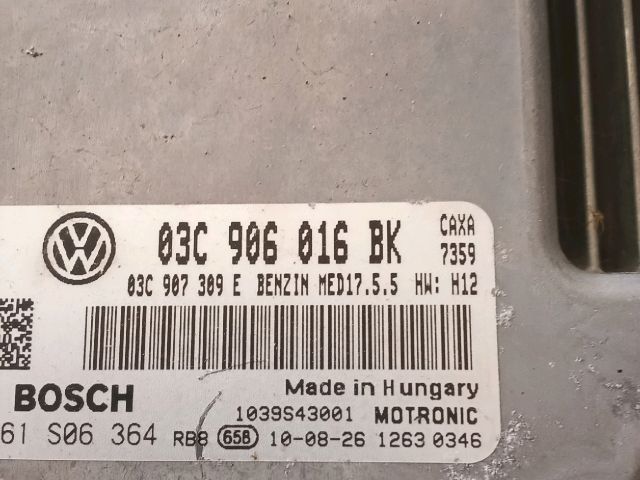 03C 906 016 BK CAXA
7359
03C 907 309 E BENZIN MED17.5.5 HW: H12
BOSCH Made in Hungary
1039S43001 MOTRONIC
61 S06 364 RB8 658 10-08-26 1263 0346